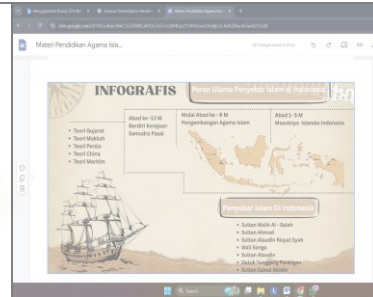 Materi Pendidikan Agama Isla...
INFOGRAFIS
Peran Ulama Penyebar Islam di Indonesia
Abad ke -13 M
Berdiri Kerajaan
Samudra Pasai
Mulai Abad ke - 6 M
Pengembangan Agama Islam
Abad 1- 5 M
Masuknya Islam ke Indonesia
Teori Gujarat
Teori Makkah
Teori Persia
Teori China
Teori Maritim
Penyebar Islam Di Indonesia
Sultan Malik Al - Saleh
Sultan Ahmad
Sultan Alaudin Riayat Syah
Wali Songo
Sultan Alaudin
Datuk Tunggang Parangan
Sultan Zainal Abidin